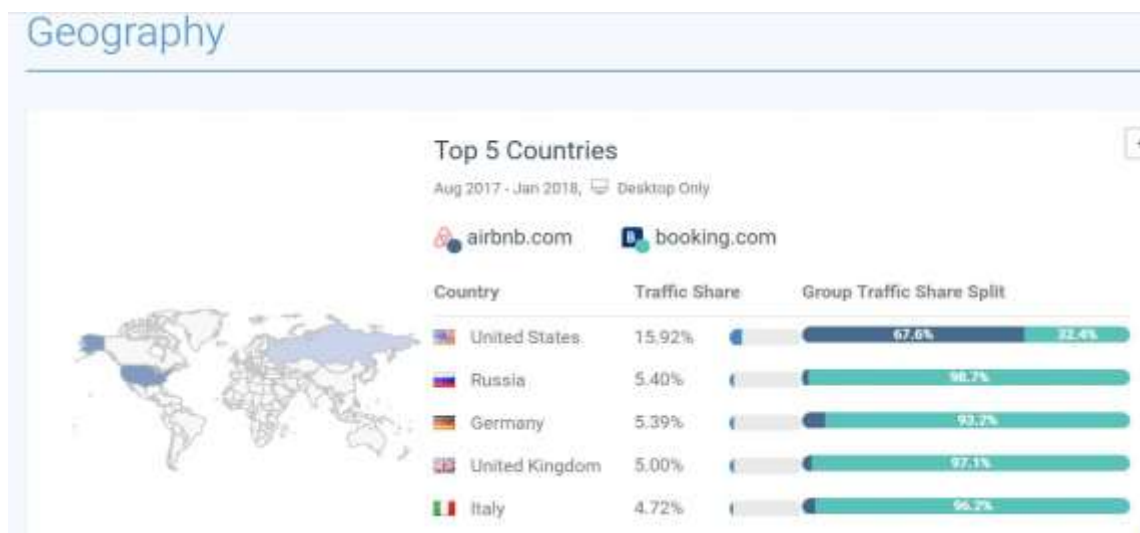 Geography
Top 5 Countries
Aug 2017 - Jan 2018, Desktop Only
airbnb.com booking.com
Country Traffic Share Group Traffic Share Split
United States 15.92% 67.6% 32.4%
Russia 5.40% 98.7%
Germany 5.39% 93.2%
United Kingdom 5.00% 97.1%
Italy 4.72% 96.2%